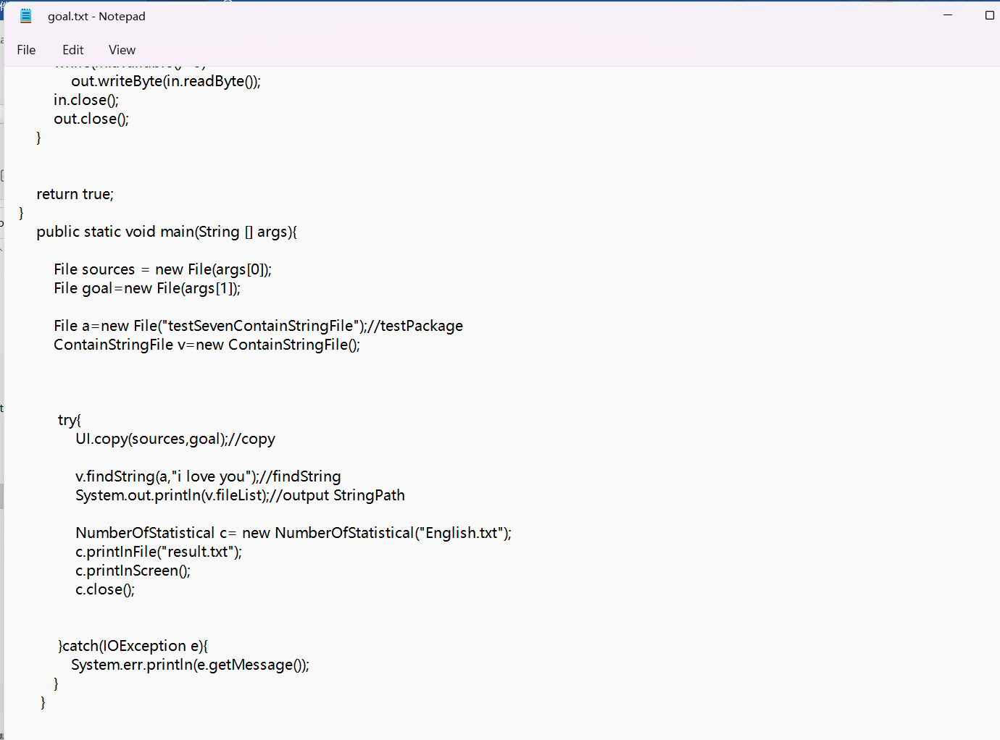 goal.txt - Notepad
File Edit View
out.writeByte(in.readByte());
in.close();
out.close();
}
return true;
}
public static void main(String [] args){
File sources = new File(args[0]);
File goal=new File(args[1]);
File a=new File("testSevenContainStringFile");//testPackage
ContainStringFile v=new ContainStringFile();
try{
UI.copy(sources,goal);//copy
v.findString(a,"i love you");//findString
System.out.println(v.fileList);//output StringPath
NumberOfStatistical c= new NumberOfStatistical("English.txt");
c.printInFile("result.txt");
c.printInScreen();
c.close();
}catch(IOException e){
System.err.println(e.getMessage());
}
}